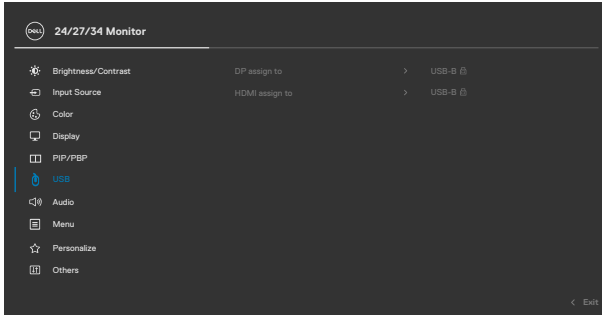 DELL
24/27/34 Monitor
Brightness/Contrast
DP assign to > USB-B
Input Source
HDMI assign to > USB-B
Color
Display
PIP/PBP
USB
Audio
Menu
Personalize
Others
< Exit